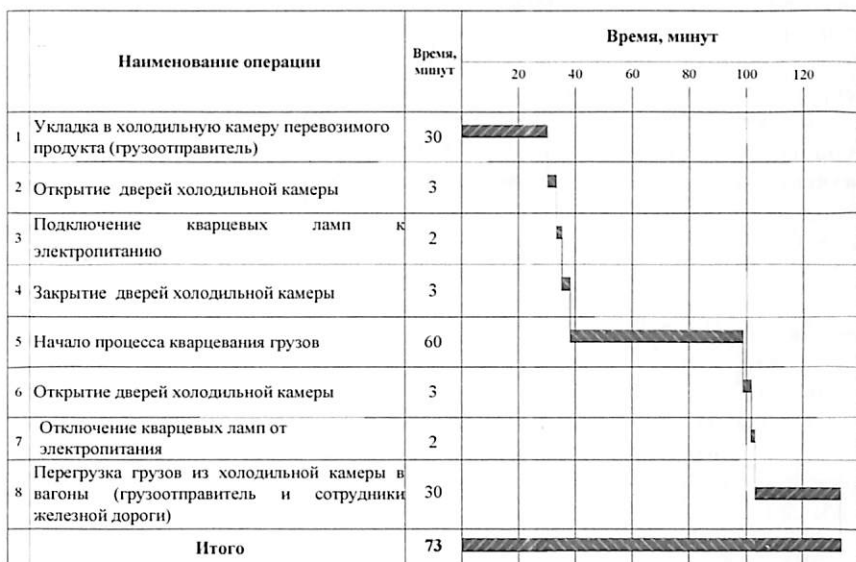 Наименование операции
Время,
минут
Время, минут
20 40 60 80 100 120
1 Укладка в холодильную камеру перевозимого
продукта (грузоотправитель)
30
2 Открытие дверей холодильной камеры 3
3 Подключение кварцевых ламп к
электропитанию
2
4 Закрытие дверей холодильной камеры 3
5 Начало процесса кварцевания грузов 60
6 Открытие дверей холодильной камеры 3
7 Отключение кварцевых ламп от
электропитания
2
8 Перегрузка грузов из холодильной камеры в
вагоны (грузоотправитель и сотрудники
железной дороги)
30
Итого 73